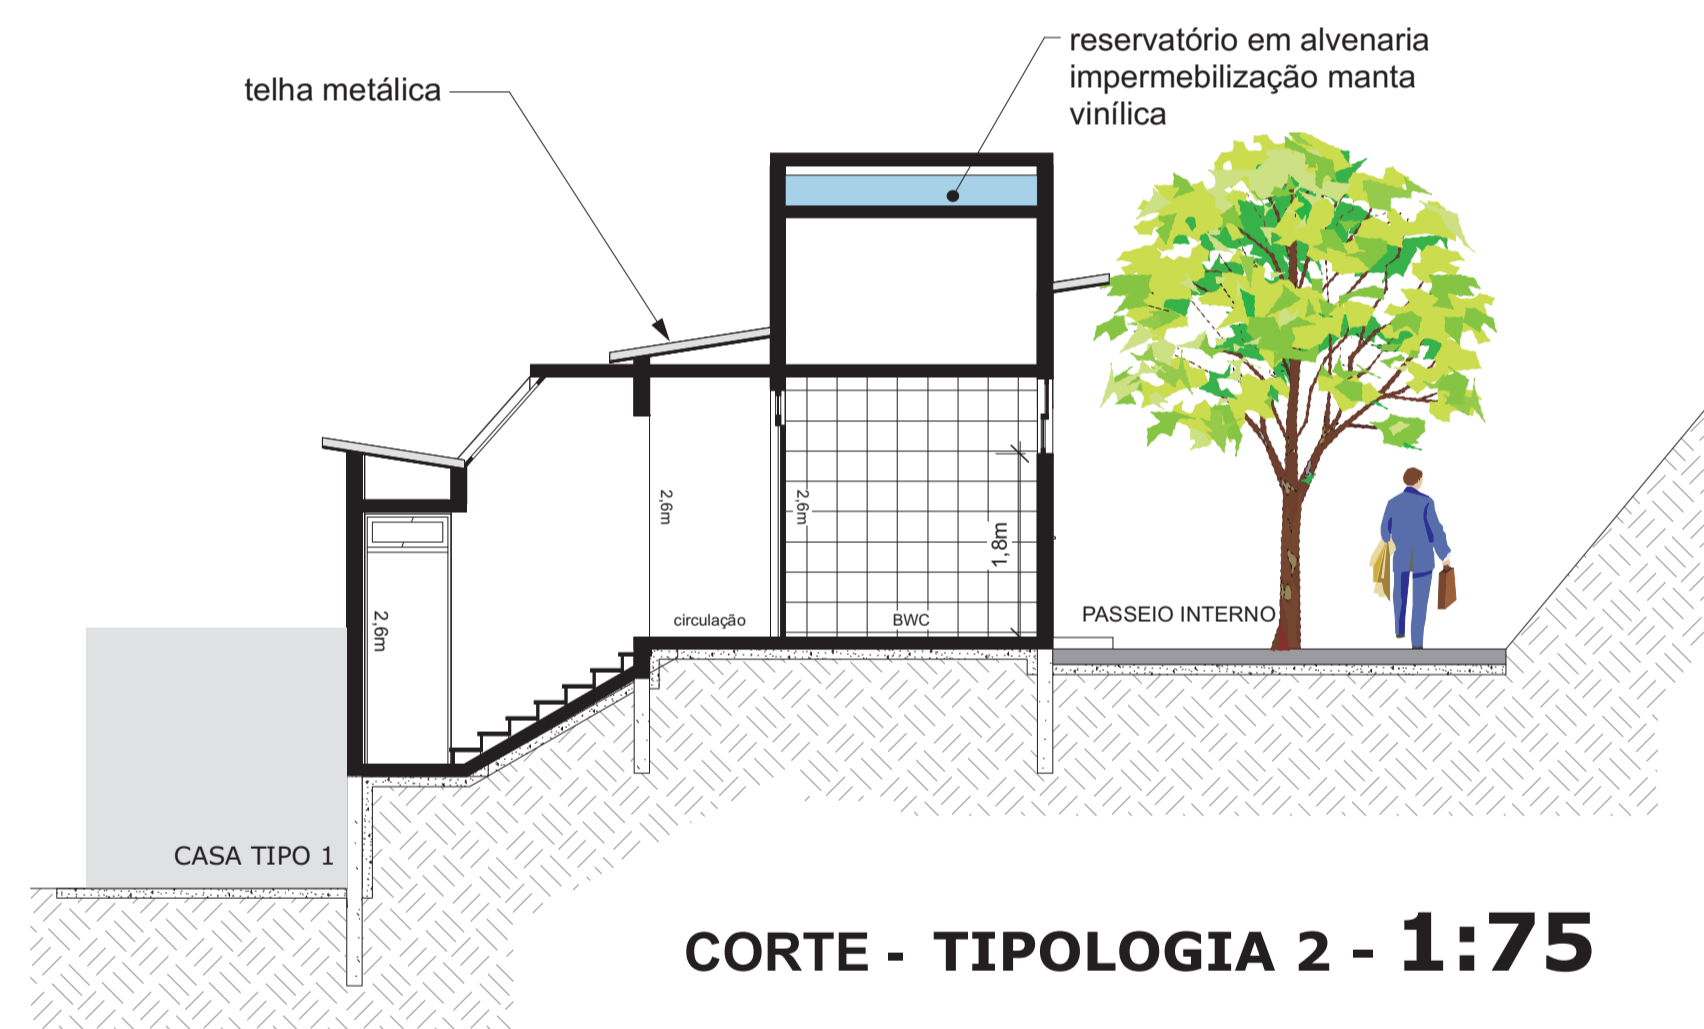 reservatório em alvenaria
impermebilização manta
vinílica
telha metálica
2,6m
2,6m
1,8m
2,6m
circulação
BWC
PASSEIO INTERNO
CASA TIPO 1
CORTE - TIPOLOGIA 2 - 1:75